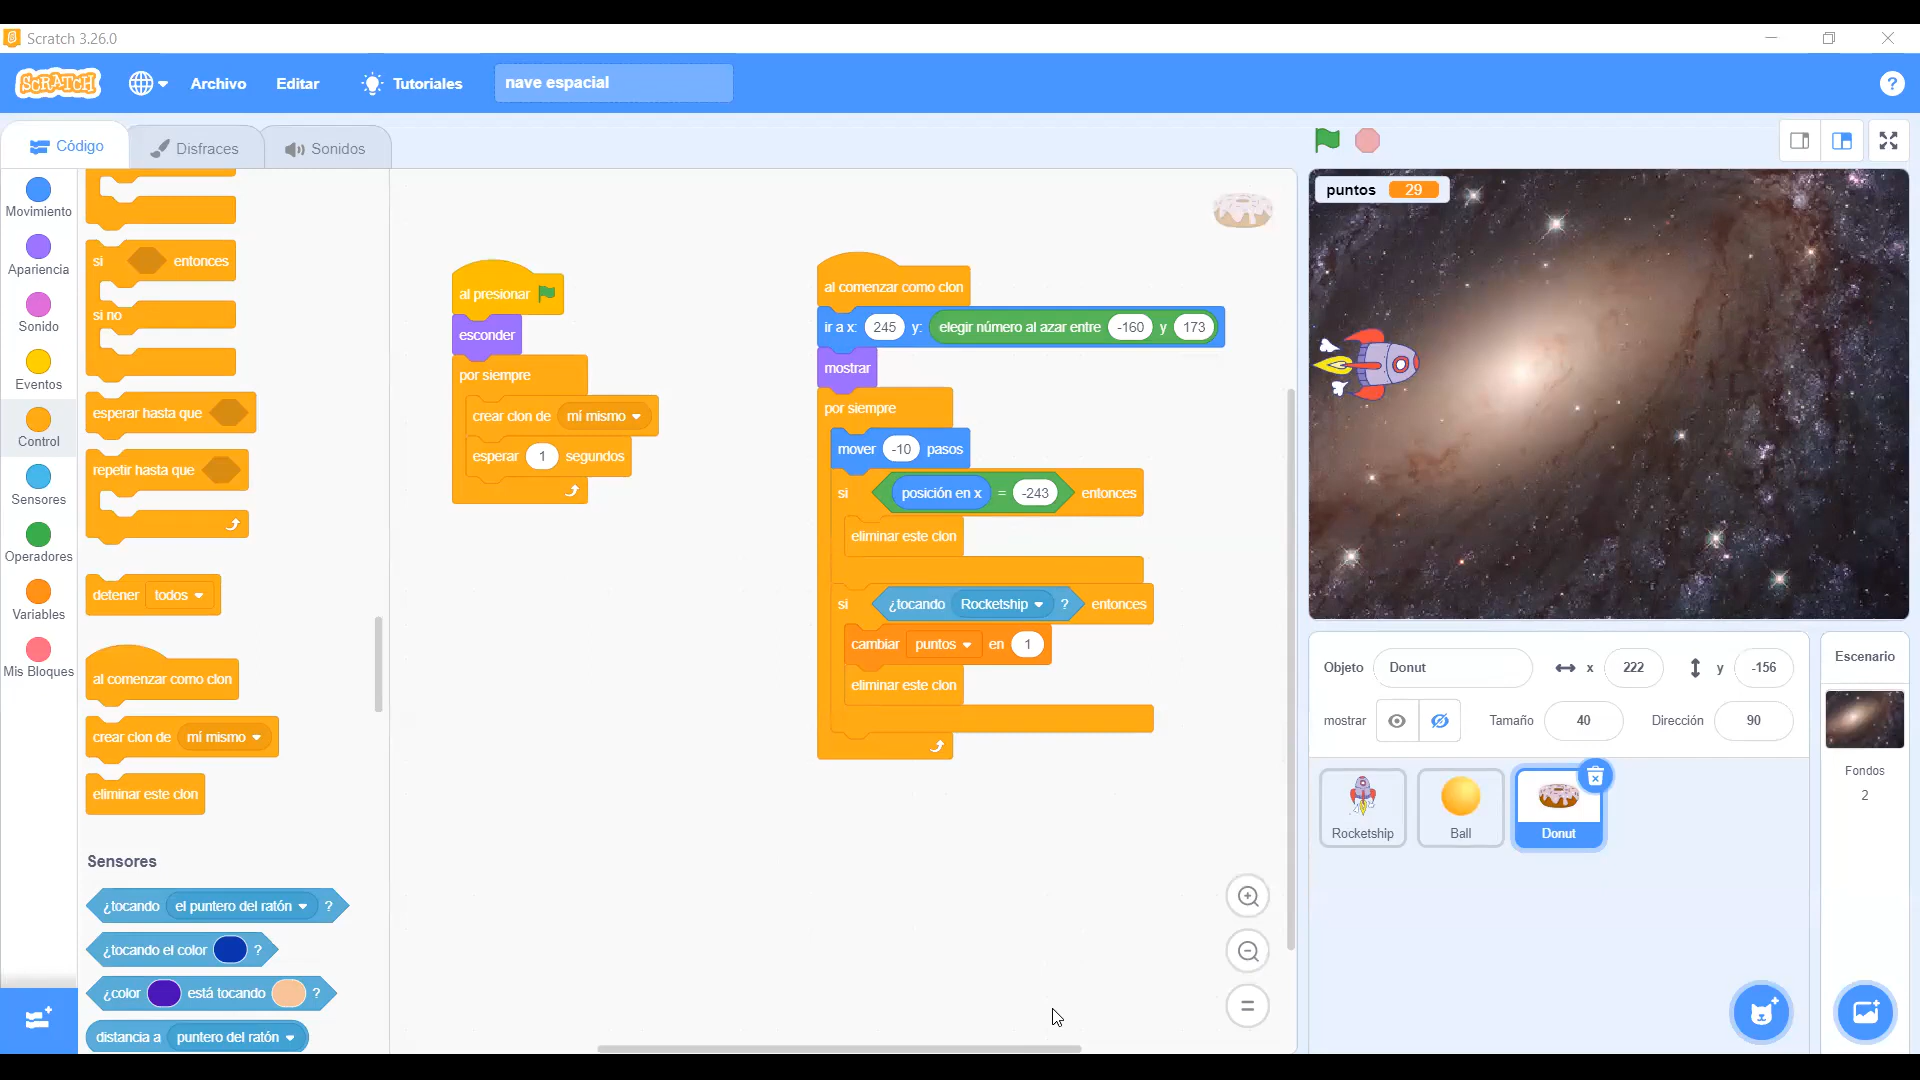 Scratch 3.26.0
SCRATCH
Archivo
Editar
Tutoriales
nave espacial
?
Código
Disfraces
Sonidos
Movimiento
Apariencia
Sonido
Eventos
Control
Sensores
Operadores
Variables
Mis Bloques
si entonces
si no
esperar hasta que
repetir hasta que
detener todos
al comenzar como clon
crear clon de mí mismo
eliminar este clon
Sensores
¿tocando el puntero del ratón ?
¿tocando el color ?
¿color está tocando ?
distancia a puntero del ratón
al presionar
esconder
por siempre
crear clon de mí mismo
esperar 1 segundos
al comenzar como clon
ir a x: 245 y: elegir número al azar entre -160 y 173
mostrar
por siempre
mover -10 pasos
si posición en x = -243 entonces
eliminar este clon
si ¿tocando Rocketship ? entonces
cambiar puntos en 1
eliminar este clon
puntos 29
Objeto Donut x 222 y -156
mostrar Tamaño 40 Dirección 90
Rocketship
Ball
Donut
Escenario
Fondos
2